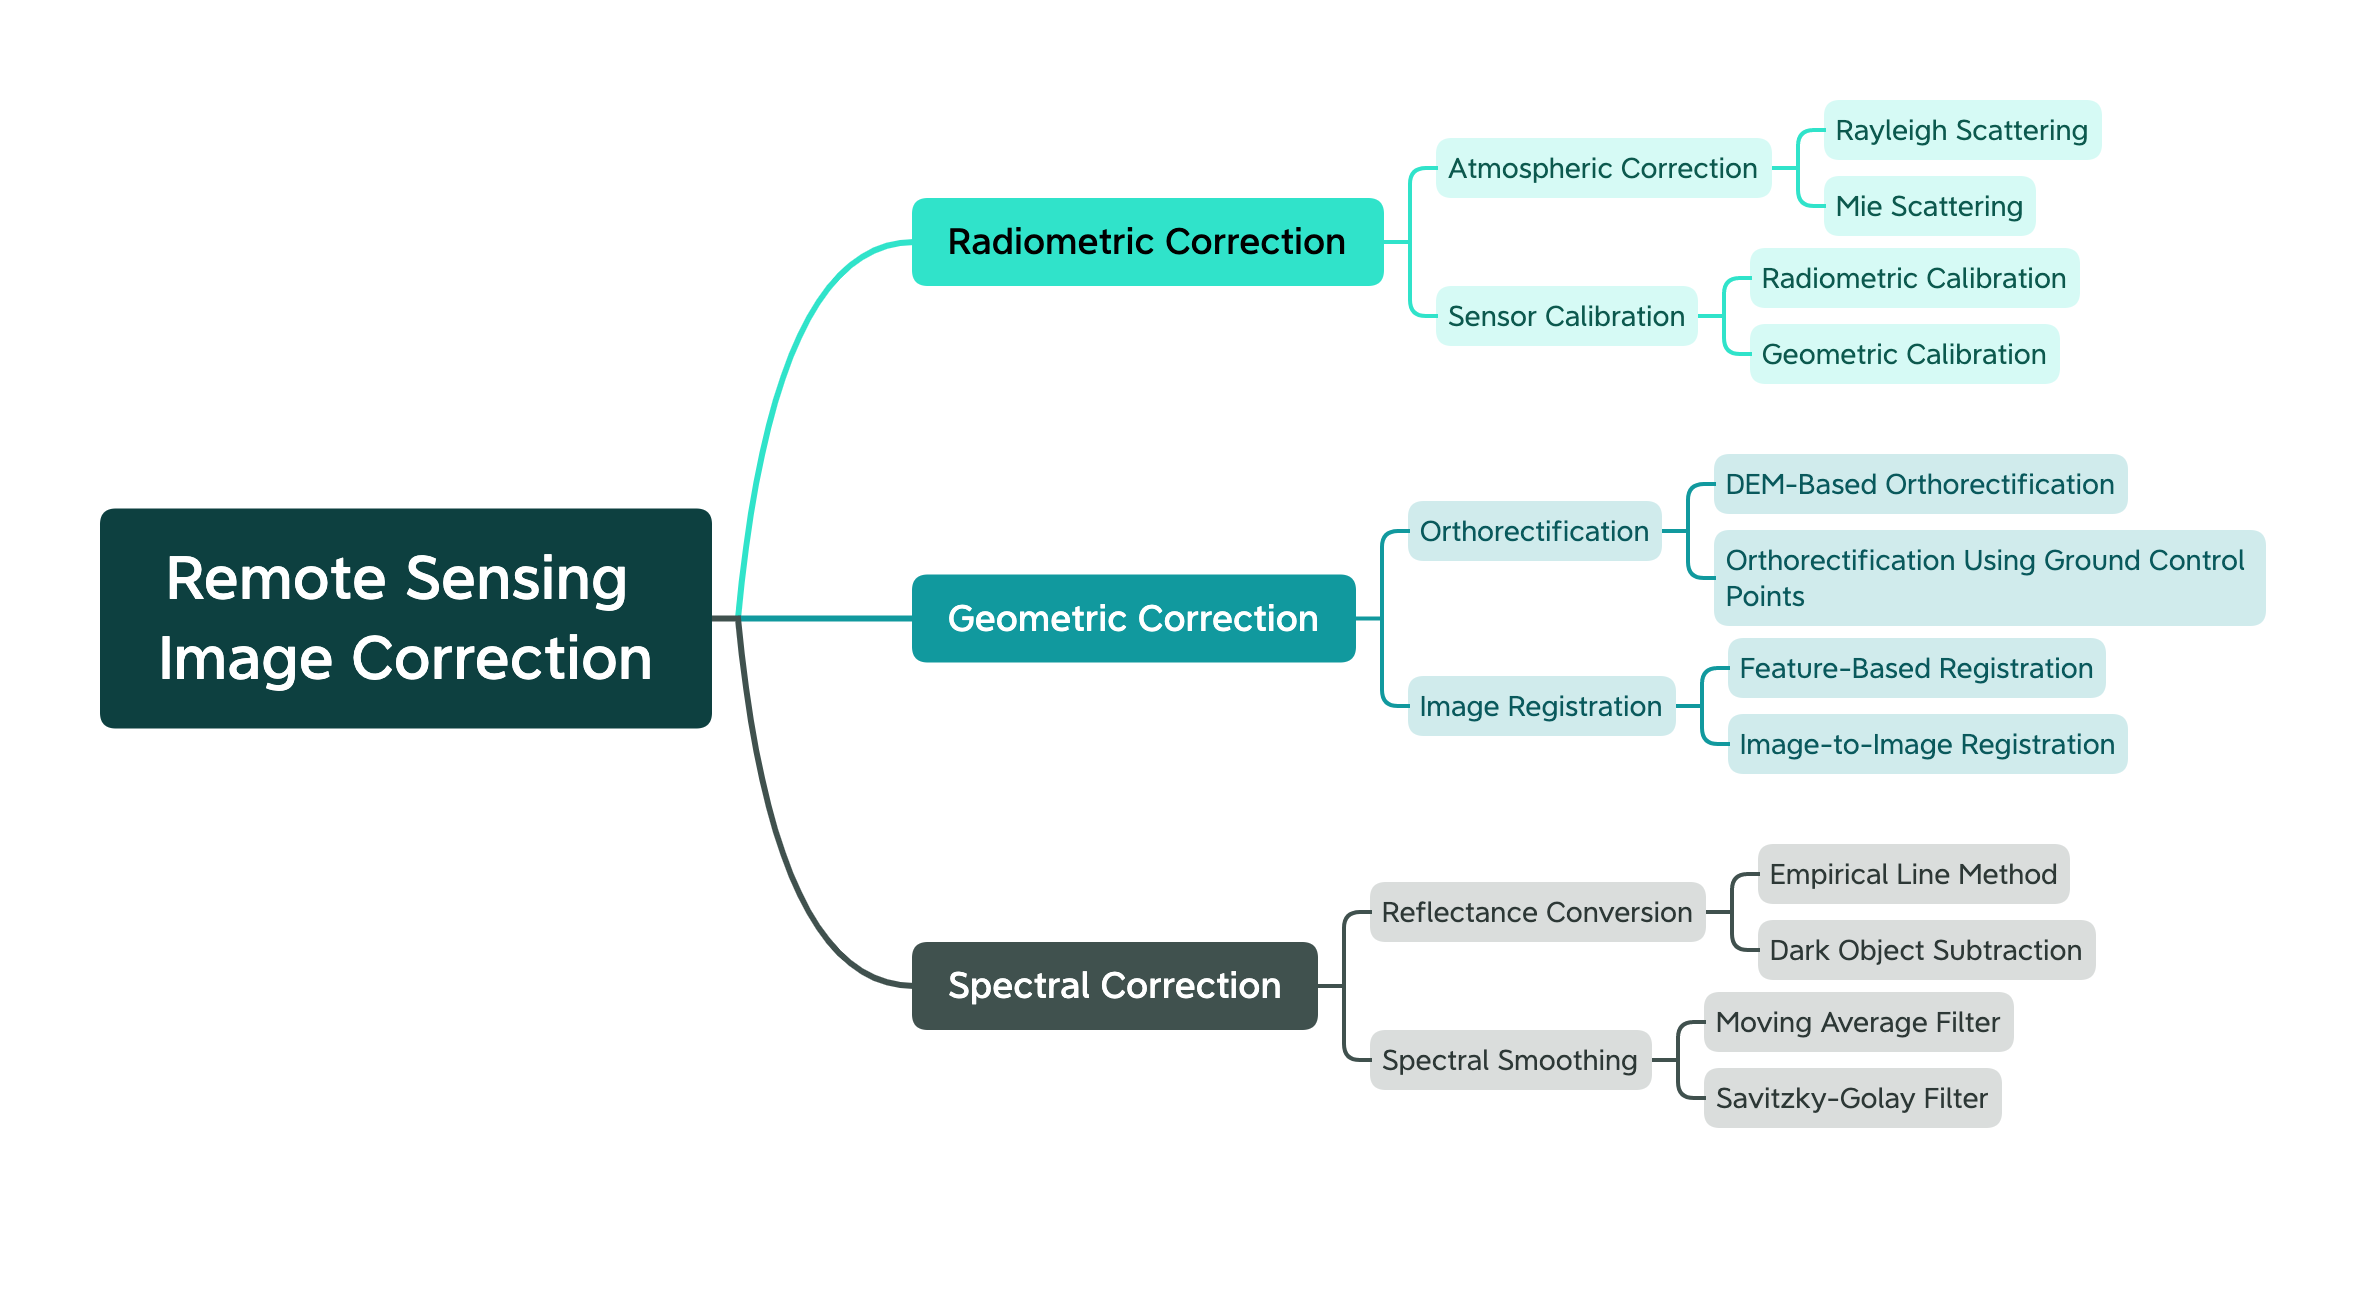 Remote Sensing
Image Correction
Radiometric Correction
Atmospheric Correction
Rayleigh Scattering
Mie Scattering
Sensor Calibration
Radiometric Calibration
Geometric Calibration
Geometric Correction
Orthorectification
DEM-Based Orthorectification
Orthorectification Using Ground Control
Points
Image Registration
Feature-Based Registration
Image-to-Image Registration
Spectral Correction
Reflectance Conversion
Empirical Line Method
Dark Object Subtraction
Spectral Smoothing
Moving Average Filter
Savitzky-Golay Filter